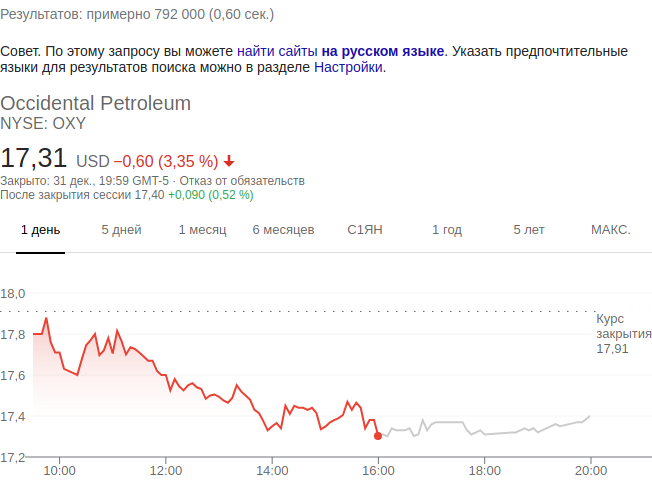 Результатов: примерно 792 000 (0,60 сек.)
Совет. По этому запросу вы можете найти сайты на русском языке. Указать предпочтительные
языки для результатов поиска можно в разделе Настройки.
Occidental Petroleum
NYSE: OXY
17,31 USD −0,60 (3,35 %)
Закрыто: 31 дек., 19:59 GMT-5 · Отказ от обязательств
После закрытия сессии 17,40 +0,090 (0,52 %)
1 день 5 дней 1 месяц 6 месяцев С1ЯН 1 год 5 лет МАКС.
18,0
Курс
закрытия
17,91
17,8
17,6
17,4
17,2
10:00 12:00 14:00 16:00 18:00 20:00